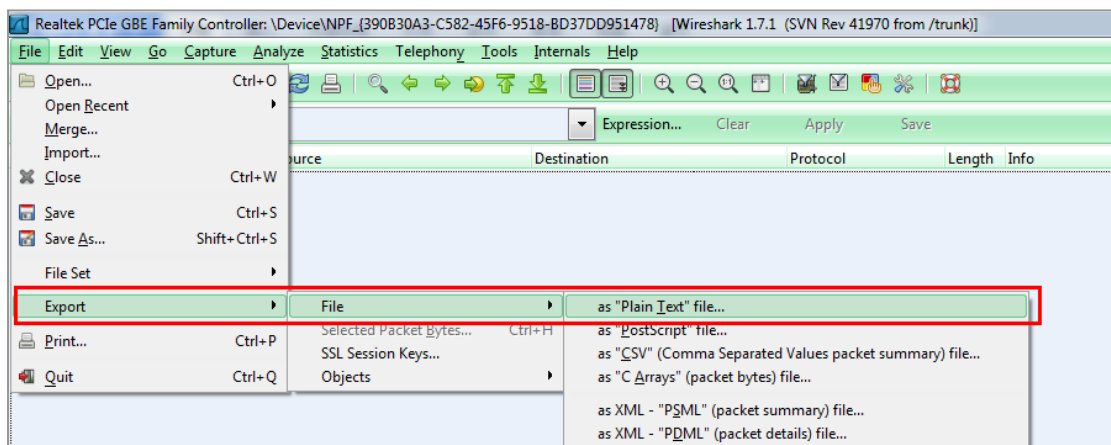 Realtek PCIe GBE Family Controller: \Device\NPF_{390B30A3-C582-45F6-9518-BD37DD951478} [Wireshark 1.7.1 (SVN Rev 41970 from /trunk)]
File Edit View Go Capture Analyze Statistics Telephony Tools Internals Help
Open... Ctrl+O
Open Recent
Merge...
Import...
Close Ctrl+W
Save Ctrl+S
Save As... Shift+Ctrl+S
File Set
Export
Print... Ctrl+P
Quit Ctrl+Q
Expression... Clear Apply Save
ource Destination Protocol Length Info
File
Selected Packet Bytes... Ctrl+H
SSL Session Keys...
Objects
as "Plain Text" file...
as "PostScript" file...
as "CSV" (Comma Separated Values packet summary) file...
as "C Arrays" (packet bytes) file...
as XML - "PSML" (packet summary) file...
as XML - "PDML" (packet details) file...